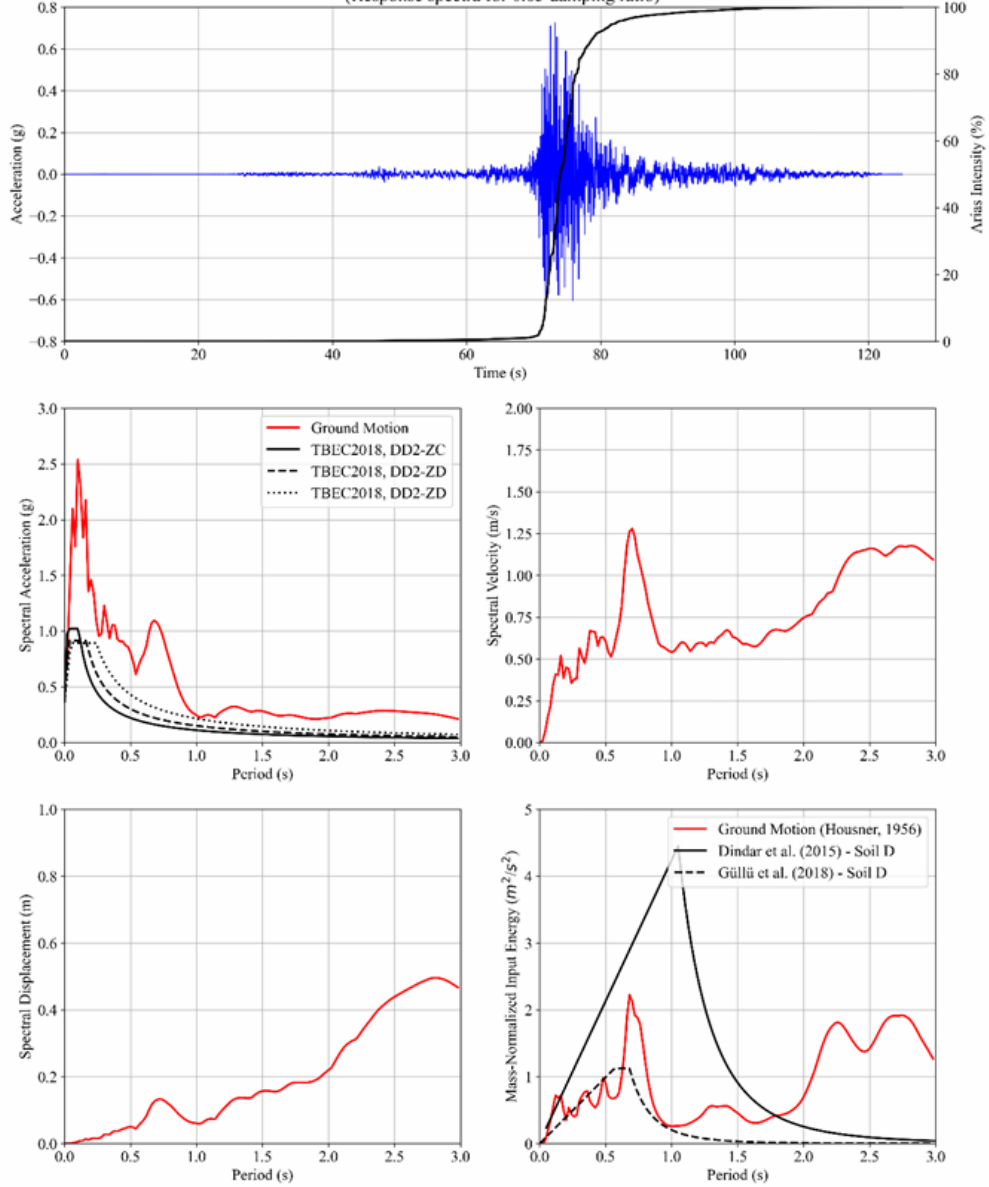 (Response spectra for 0.05 damping ratio)
0.8
0.6
0.4
0.2
0.0
−0.2
−0.4
−0.6
−0.8
Acceleration (g)
100
80
60
40
20
0
Arias Intensity (%)
0 20 40 60 80 100 120
Time (s)
3.0
2.5
2.0
1.5
1.0
0.5
0.0
Spectral Acceleration (g)
Ground Motion
TBEC2018, DD2-ZC
TBEC2018, DD2-ZD
TBEC2018, DD2-ZD
0.0 0.5 1.0 1.5 2.0 2.5 3.0
Period (s)
2.00
1.75
1.50
1.25
1.00
0.75
0.50
0.25
0.00
Spectral Velocity (m/s)
0.0 0.5 1.0 1.5 2.0 2.5 3.0
Period (s)
1.0
0.8
0.6
0.4
0.2
0.0
Spectral Displacement (m)
0.0 0.5 1.0 1.5 2.0 2.5 3.0
Period (s)
5
4
3
2
1
0
Mass-Normalized Input Energy (m²/s²)
Ground Motion (Housner, 1956)
Dindar et al. (2015) - Soil D
Güllü et al. (2018) - Soil D
0.0 0.5 1.0 1.5 2.0 2.5 3.0
Period (s)